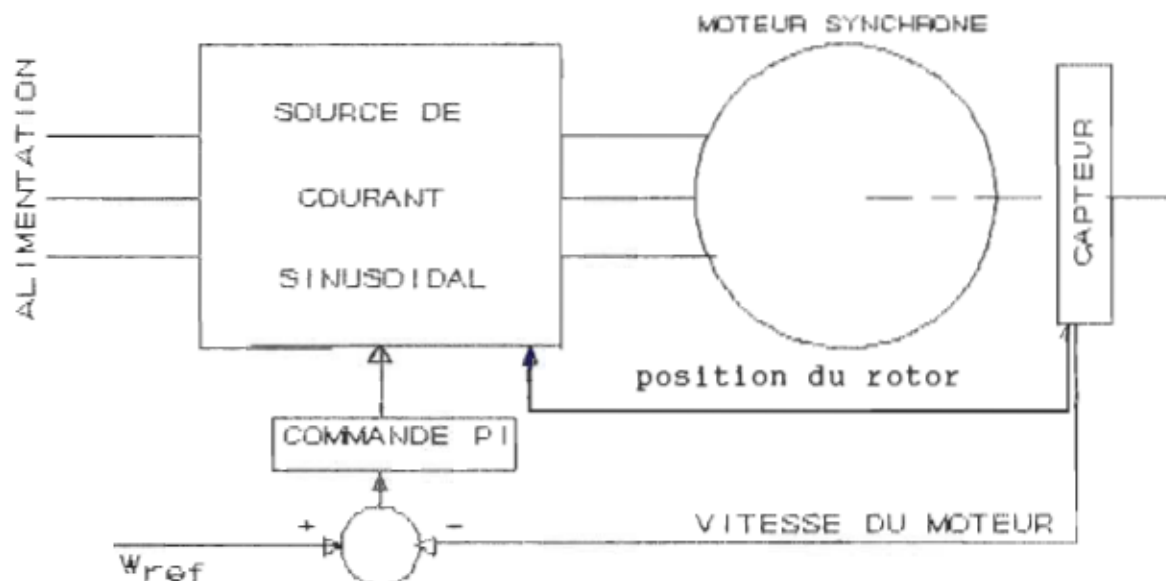 MOTEUR SYNCHRONE
ALIMENTATION
SOURCE DE
COURANT
SINUSOIDAL
CAPTEUR
position du rotor
COMMANDE PI
+
-
VITESSE DU MOTEUR
Wref